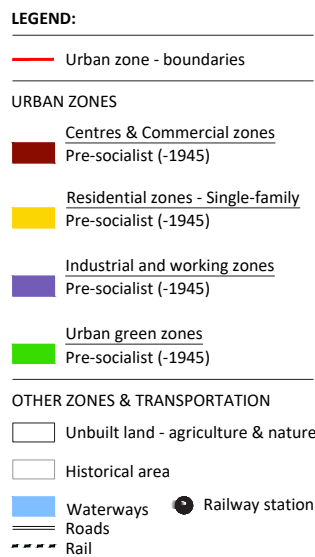 LEGEND:
Urban zone - boundaries
URBAN ZONES
Centres & Commercial zones
Pre-socialist (-1945)
Residential zones - Single-family
Pre-socialist (-1945)
Industrial and working zones
Pre-socialist (-1945)
Urban green zones
Pre-socialist (-1945)
OTHER ZONES & TRANSPORTATION
Unbuilt land - agriculture & nature
Historical area
Waterways Railway station
Roads
Rail